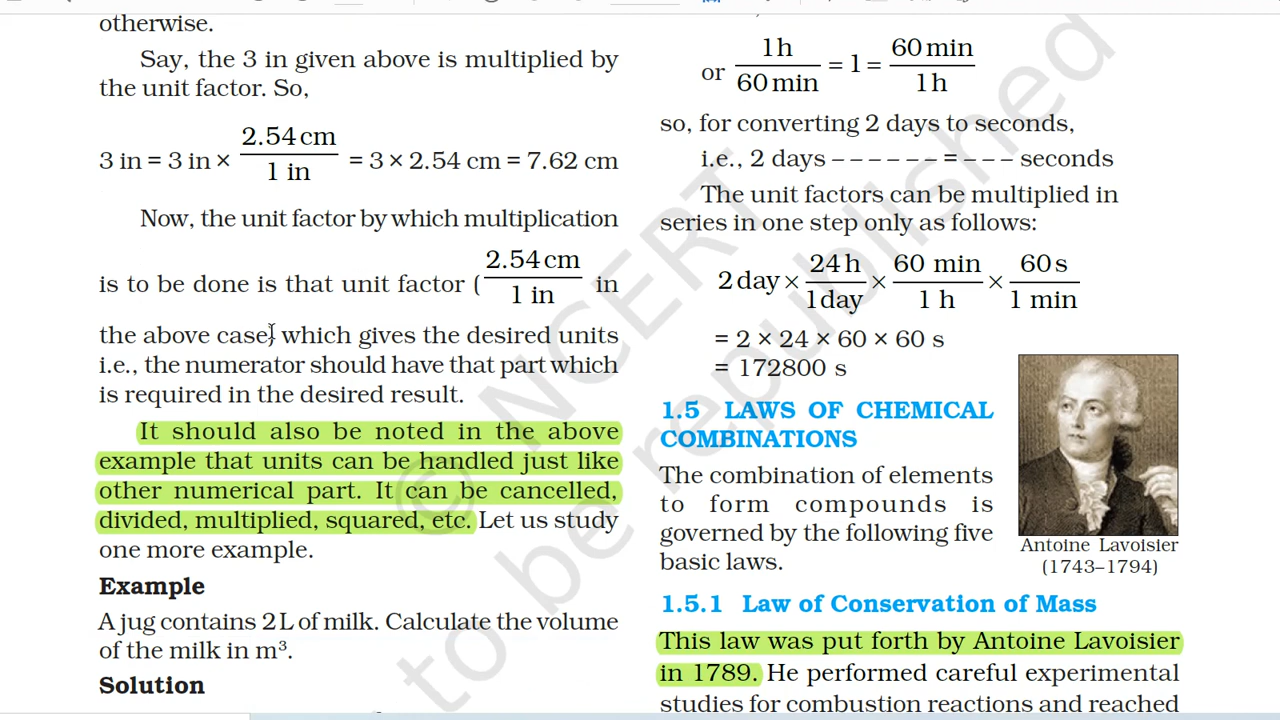 otherwise.
Say, the 3 in given above is multiplied by
the unit factor. So,
3 in = 3 in × 2.54 cm / 1 in = 3 × 2.54 cm = 7.62 cm
Now, the unit factor by which multiplication
is to be done is that unit factor ( 2.54 cm / 1 in in
the above case) which gives the desired units
i.e., the numerator should have that part which
is required in the desired result.
It should also be noted in the above
example that units can be handled just like
other numerical part. It can be cancelled,
divided, multiplied, squared, etc. Let us study
one more example.
Example
A jug contains 2 L of milk. Calculate the volume
of the milk in m³.
Solution
or 1 h / 60 min = 1 = 60 min / 1 h
so, for converting 2 days to seconds,
i.e., 2 days – – – – – – = – – – seconds
The unit factors can be multiplied in
series in one step only as follows:
2 day × 24 h / 1 day × 60 min / 1 h × 60 s / 1 min
= 2 × 24 × 60 × 60 s
= 172800 s
1.5 LAWS OF CHEMICAL
COMBINATIONS
The combination of elements
to form compounds is
governed by the following five
basic laws.
Antoine Lavoisier
(1743–1794)
1.5.1 Law of Conservation of Mass
This law was put forth by Antoine Lavoisier
in 1789. He performed careful experimental
studies for combustion reactions and reached
© NCERT
to be republished